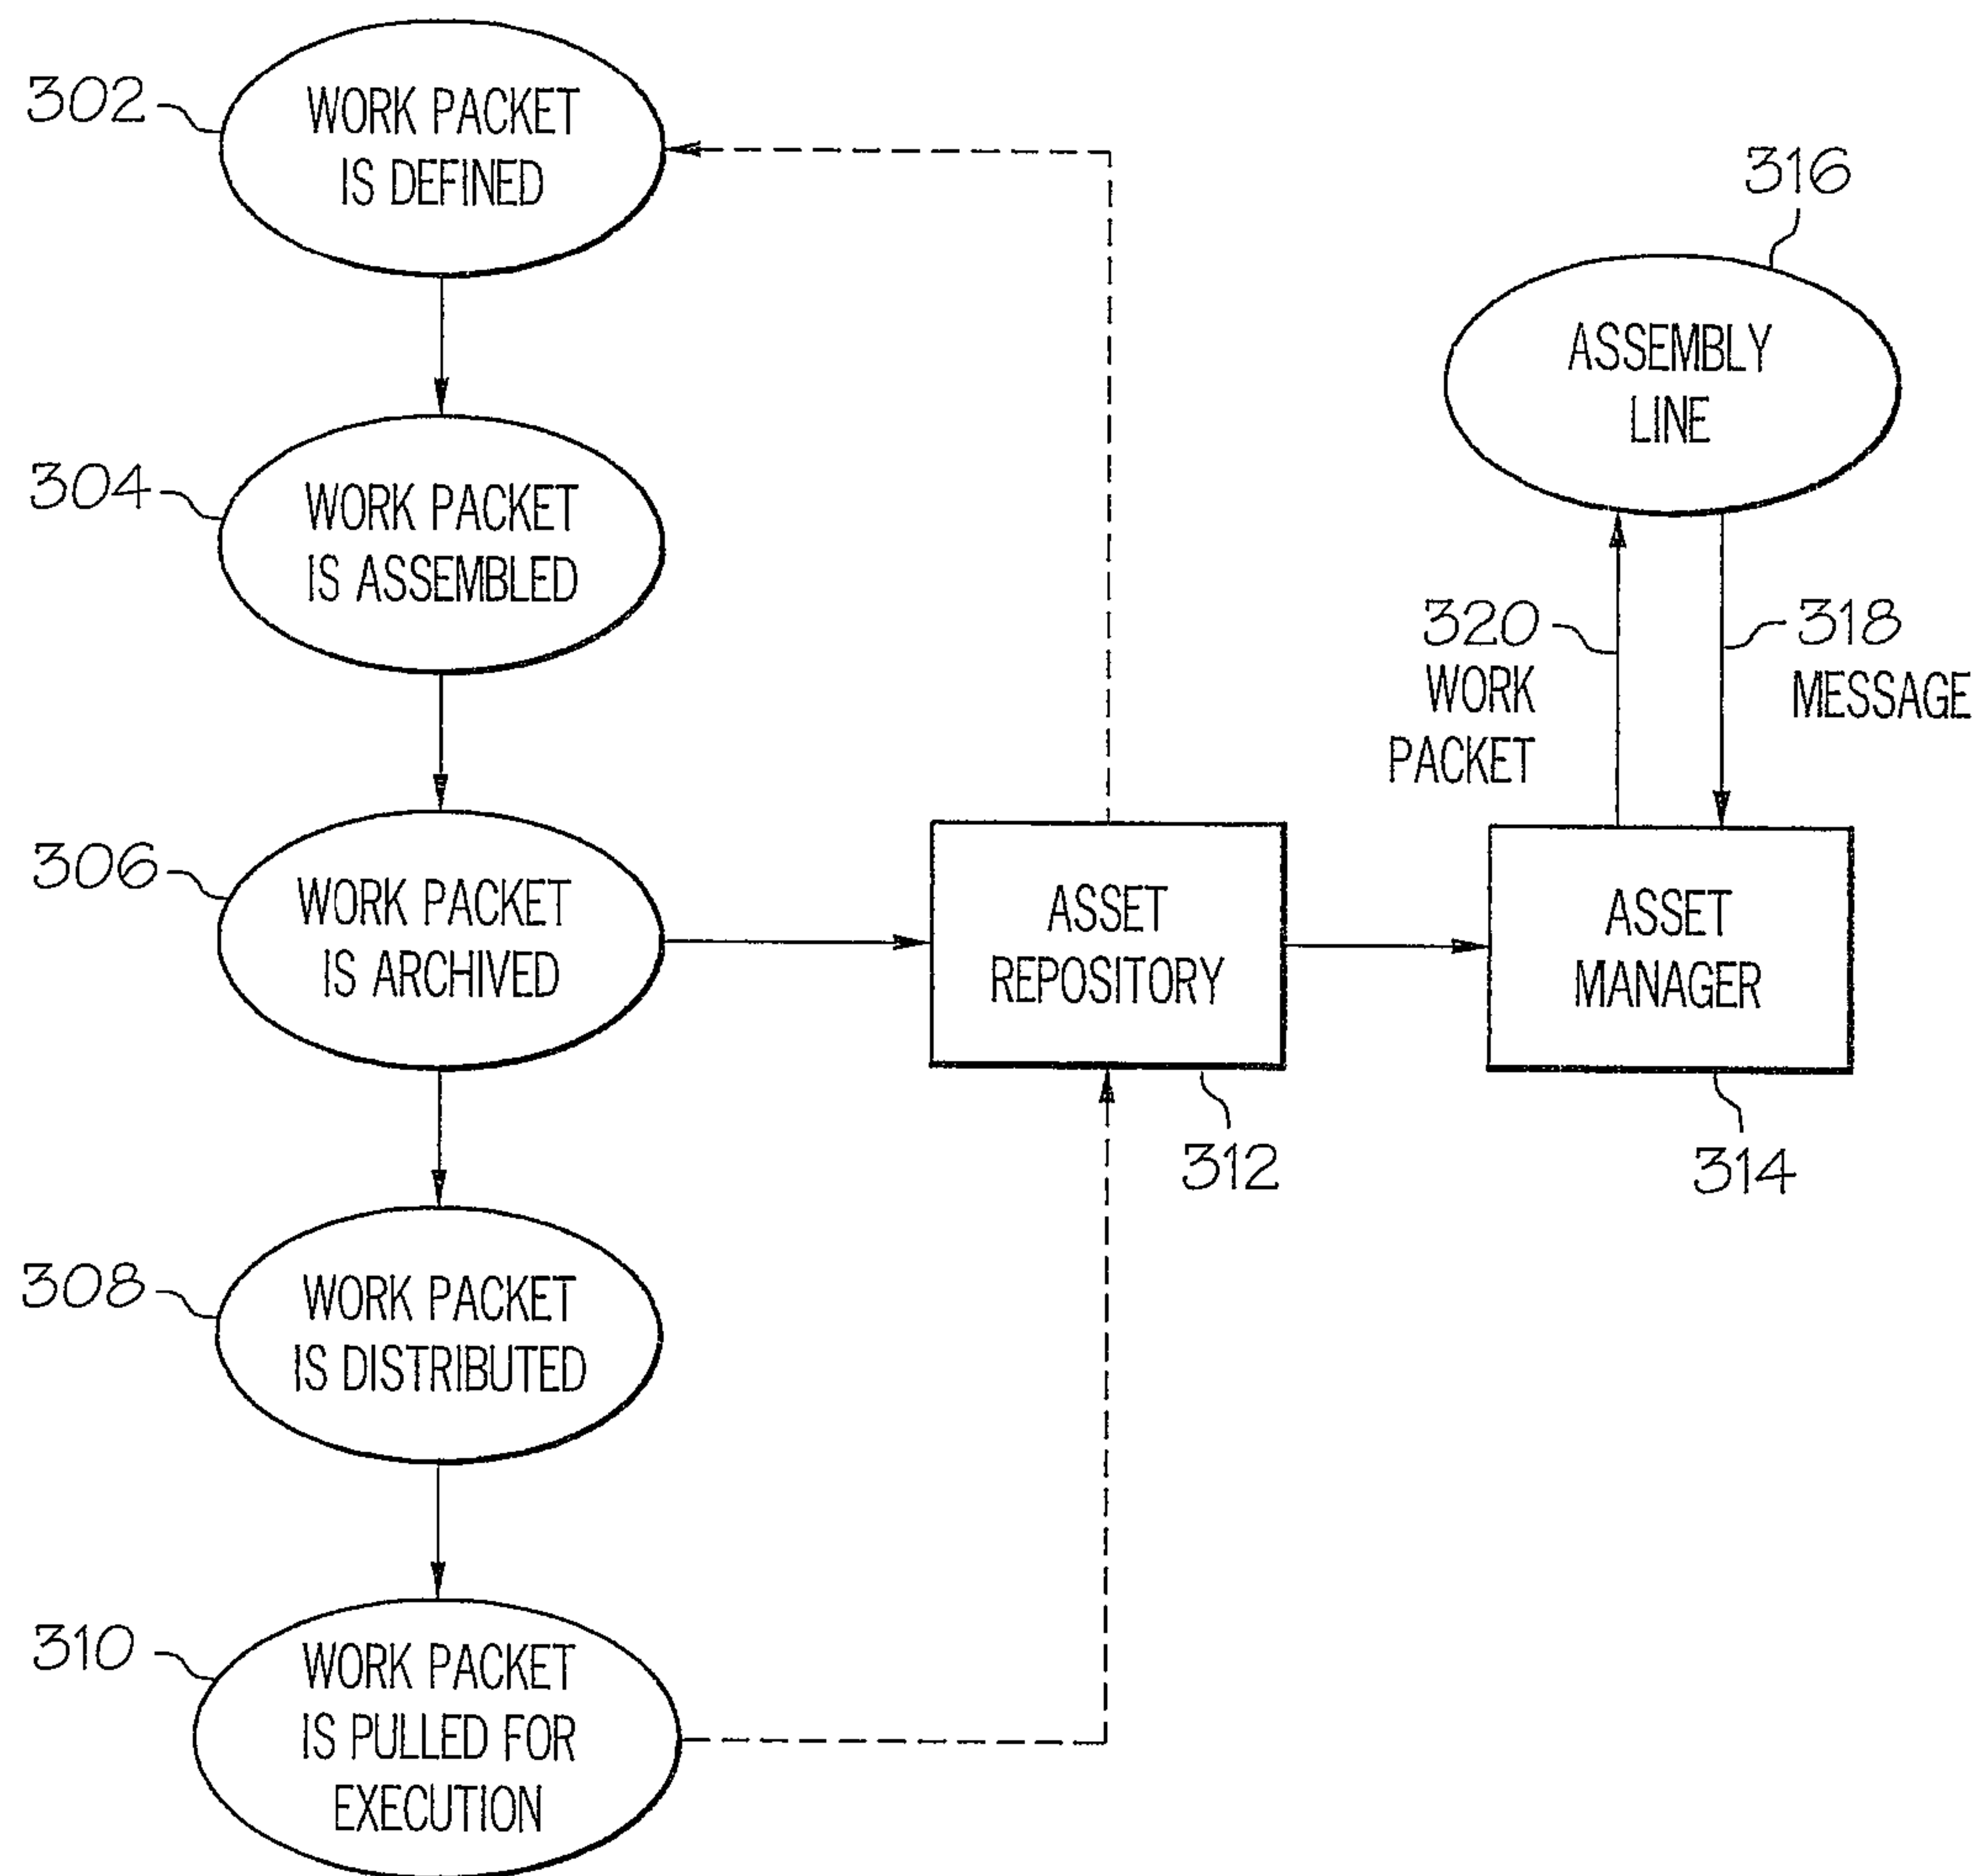 302
WORK PACKET
IS DEFINED
316
ASSEMBLY
LINE
304
WORK PACKET
IS ASSEMBLED
320
WORK
PACKET
318
MESSAGE
306
WORK PACKET
IS ARCHIVED
ASSET
REPOSITORY
312
ASSET
MANAGER
314
308
WORK PACKET
IS DISTRIBUTED
310
WORK PACKET
IS PULLED FOR
EXECUTION